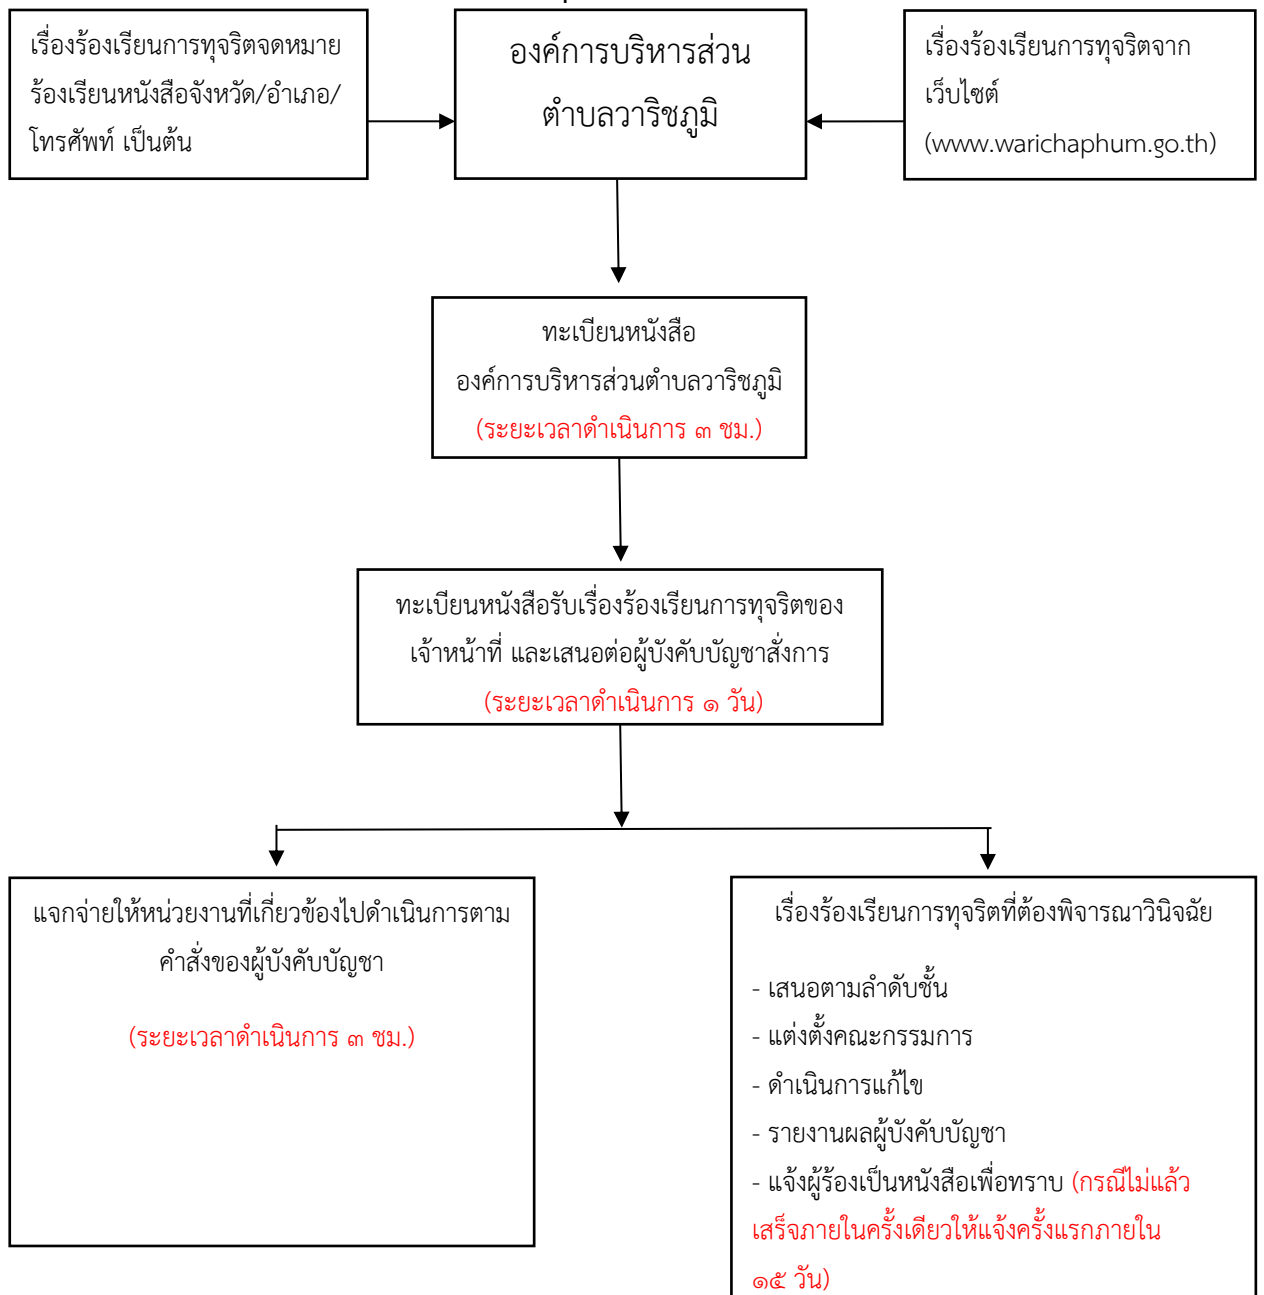 เรื่องร้องเรียนการทุจริตจดหมาย
ร้องเรียนหนังสือจังหวัด/อำเภอ/
โทรศัพท์ เป็นต้น
องค์การบริหารส่วน
ตำบลวาริชภูมิ
เรื่องร้องเรียนการทุจริตจาก
เว็บไซต์
(www.warichaphum.go.th)
ทะเบียนหนังสือ
องค์การบริหารส่วนตำบลวาริชภูมิ
(ระยะเวลาดำเนินการ ๓ ชม.)
ทะเบียนหนังสือรับเรื่องร้องเรียนการทุจริตของ
เจ้าหน้าที่ และเสนอต่อผู้บังคับบัญชาสั่งการ
(ระยะเวลาดำเนินการ ๑ วัน)
แจกจ่ายให้หน่วยงานที่เกี่ยวข้องไปดำเนินการตาม
คำสั่งของผู้บังคับบัญชา
(ระยะเวลาดำเนินการ ๓ ชม.)
เรื่องร้องเรียนการทุจริตที่ต้องพิจารณาวินิจฉัย
- เสนอตามลำดับชั้น
- แต่งตั้งคณะกรรมการ
- ดำเนินการแก้ไข
- รายงานผลผู้บังคับบัญชา
- แจ้งผู้ร้องเป็นหนังสือเพื่อทราบ (กรณีไม่แล้ว
เสร็จภายในครั้งเดียวให้แจ้งครั้งแรกภายใน
๑๕ วัน)